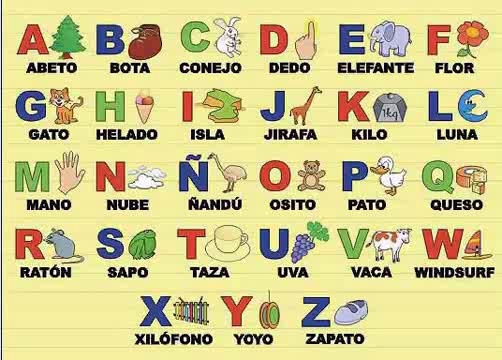 A B C D E F
ABETO BOTA CONEJO DEDO ELEFANTE FLOR
G H I J K L
1kg
GATO HELADO ISLA JIRAFA KILO LUNA
M N Ñ O P Q
MANO NUBE ÑANDÚ OSITO PATO QUESO
R S T U V W
RATÓN SAPO TAZA UVA VACA WINDSURF
X Y Z
XILÓFONO YOYO ZAPATO